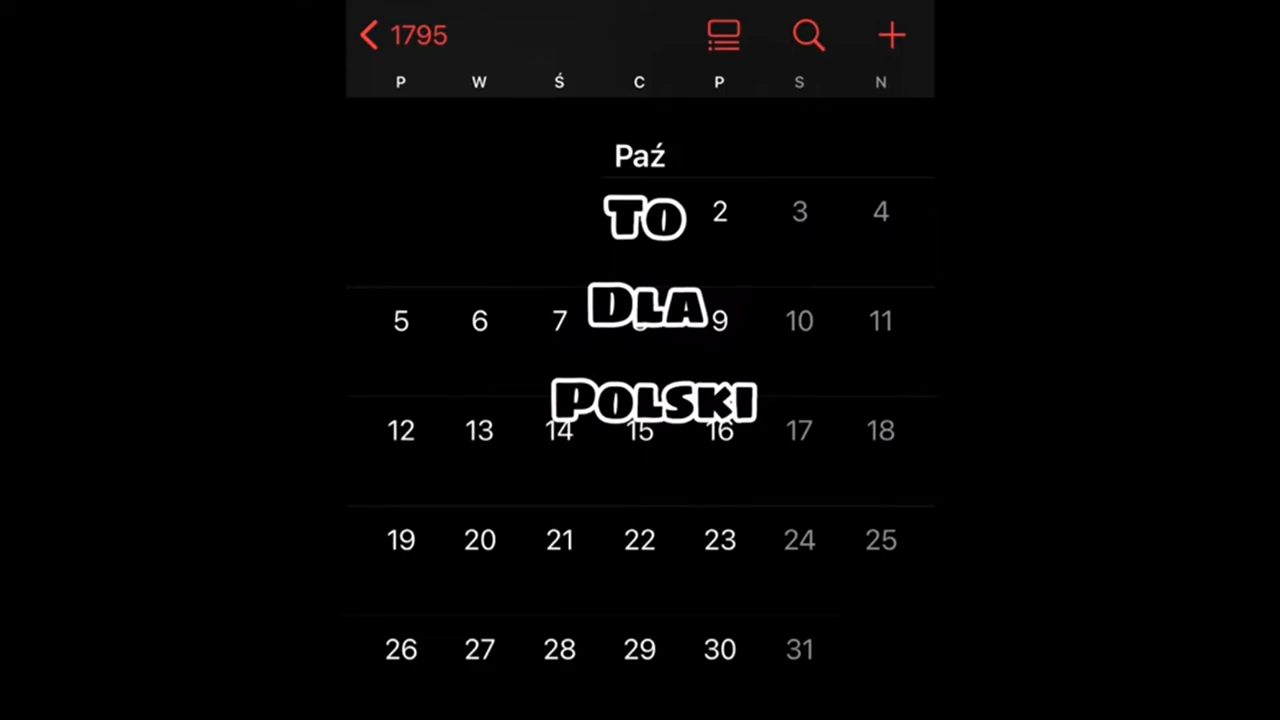 1795
P W Ś C P S N
Paź
To 2 3 4
Dla
5 6 7 9 10 11
Polski
12 13 14 15 16 17 18
19 20 21 22 23 24 25
26 27 28 29 30 31